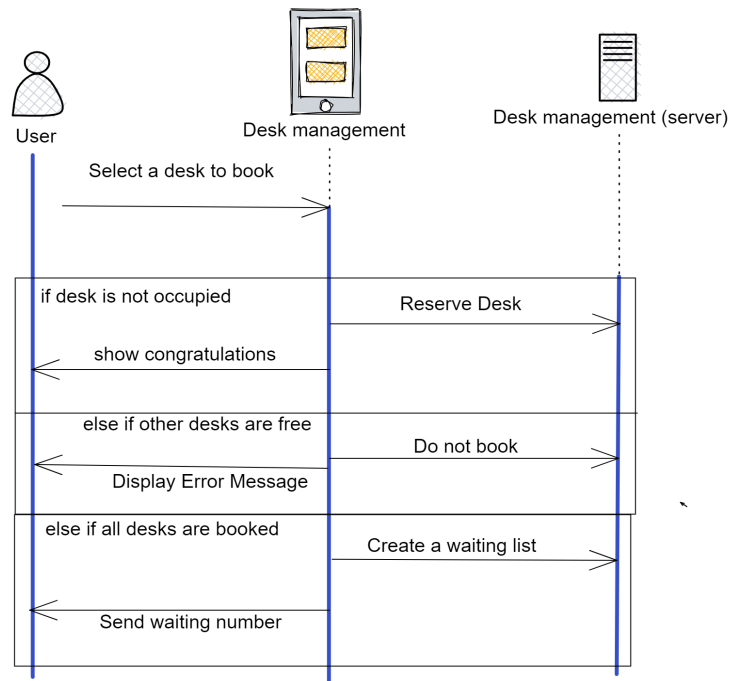 User
Desk management
Desk management (server)
Select a desk to book
if desk is not occupied
Reserve Desk
show congratulations
else if other desks are free
Do not book
Display Error Message
else if all desks are booked
Create a waiting list
Send waiting number